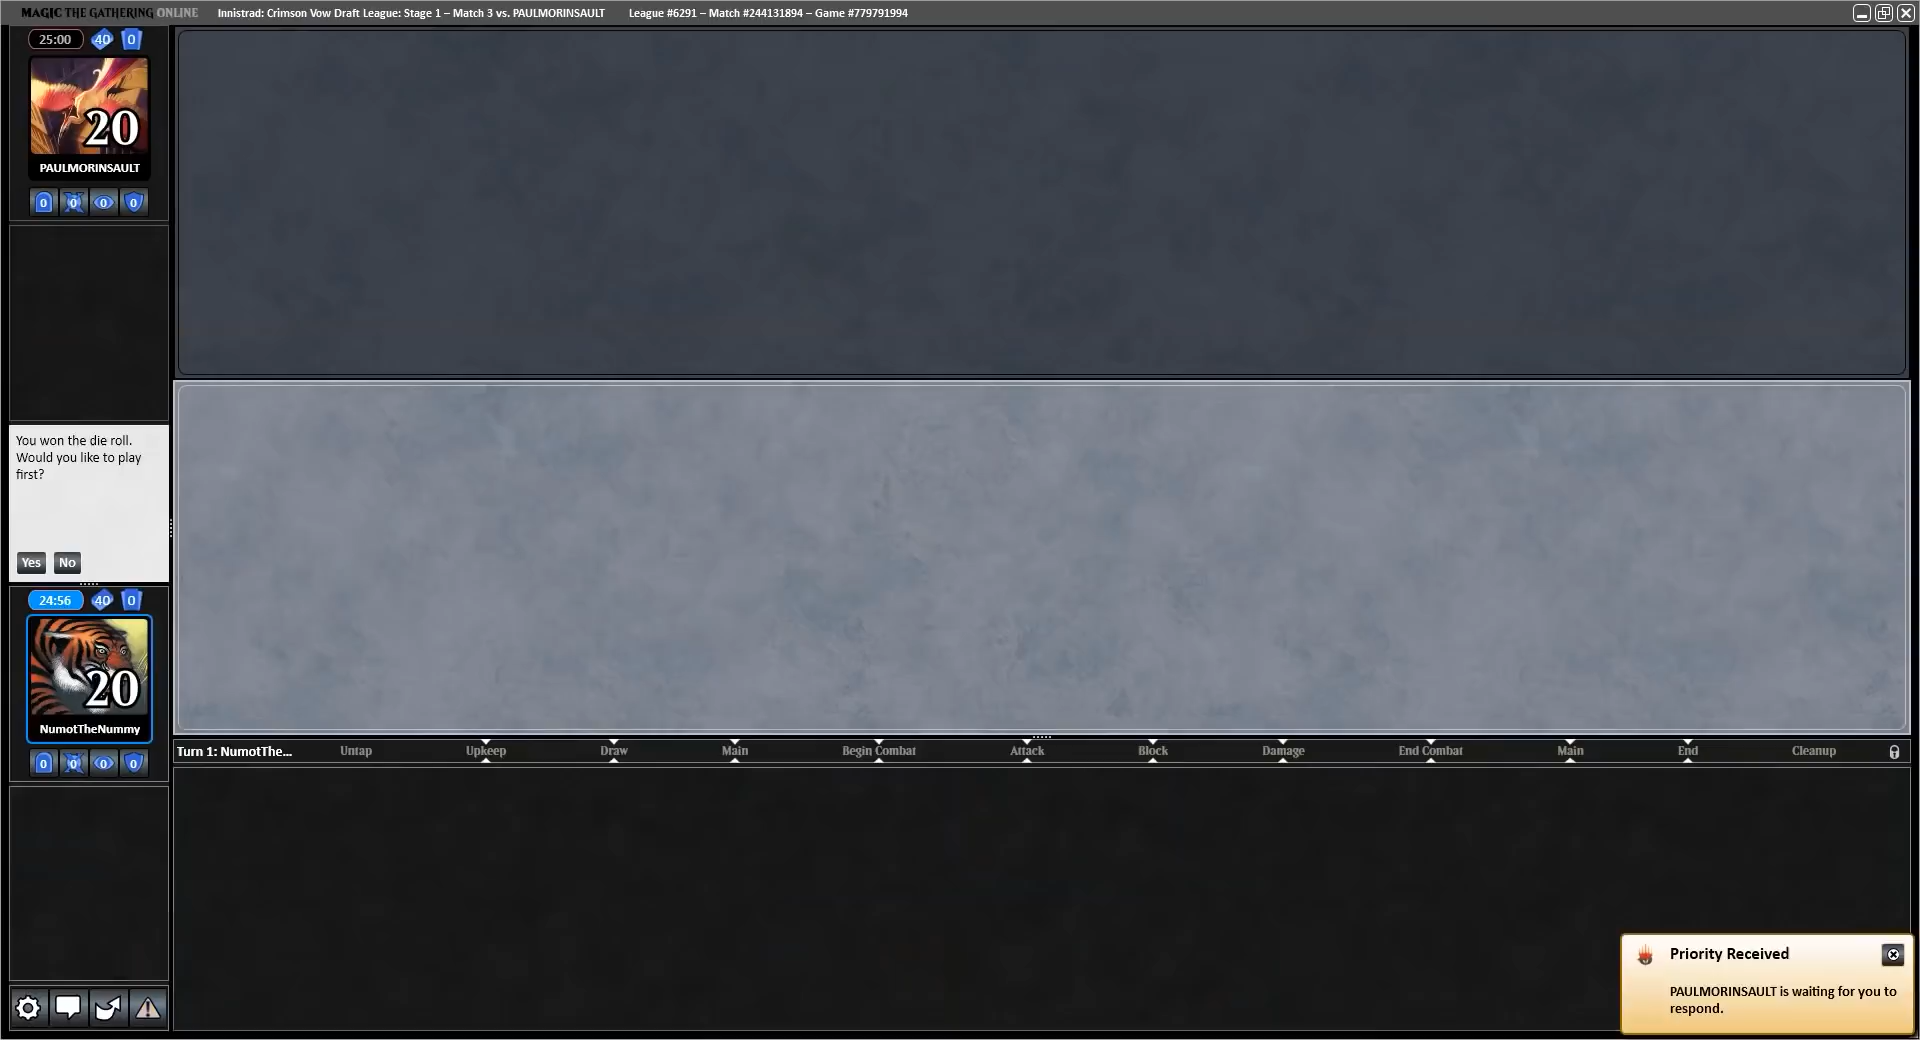 MAGIC THE GATHERING ONLINE
Innistrad: Crimson Vow Draft League: Stage 1 – Match 3 vs. PAULMORINSAULT
League #6291 – Match #244131894 – Game #779791994
25:00
40
0
20
PAULMORINSAULT
0
0
0
0
You won the die roll.
Would you like to play
first?
Yes
No
24:56
40
0
20
NumotTheNummy
0
0
0
0
Turn 1: NumotThe...
Untap
Upkeep
Draw
Main
Begin Combat
Attack
Block
Damage
End Combat
Main
End
Cleanup
Priority Received
PAULMORINSAULT is waiting for you to
respond.